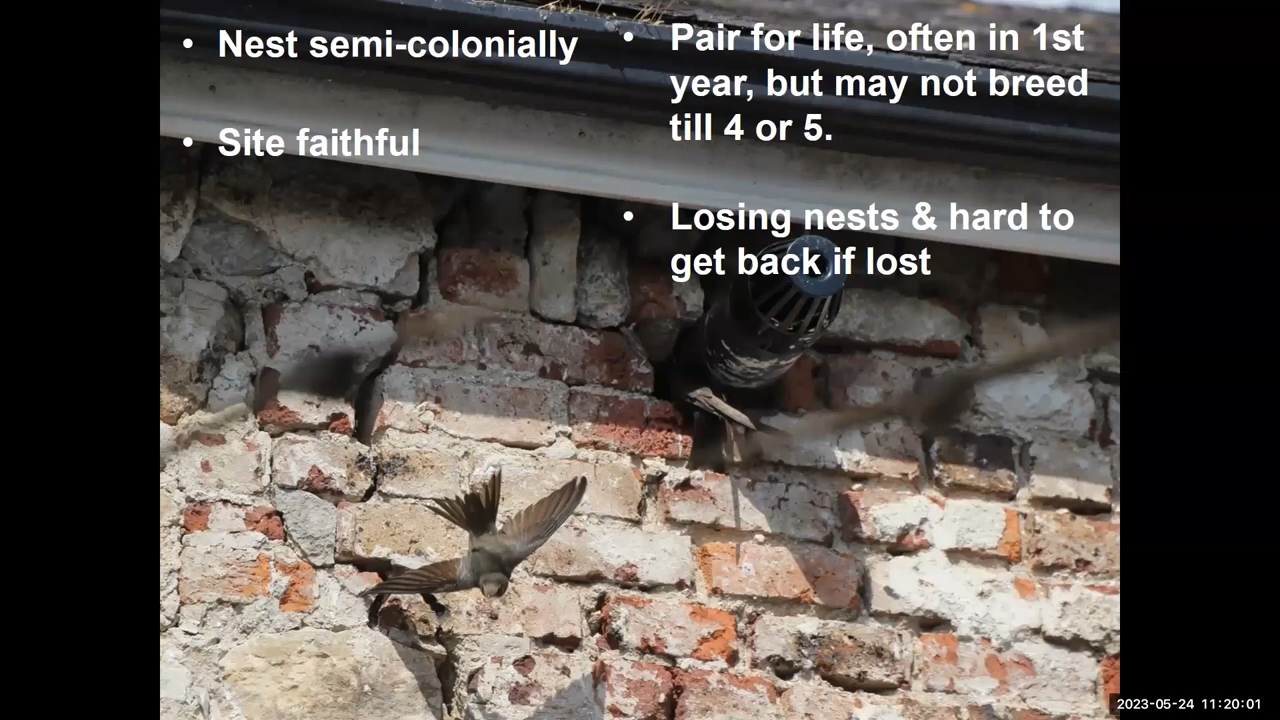 • Nest semi-colonially
• Site faithful
• Pair for life, often in 1st
year, but may not breed
till 4 or 5.
• Losing nests & hard to
get back if lost
2023-05-24 11:20:01